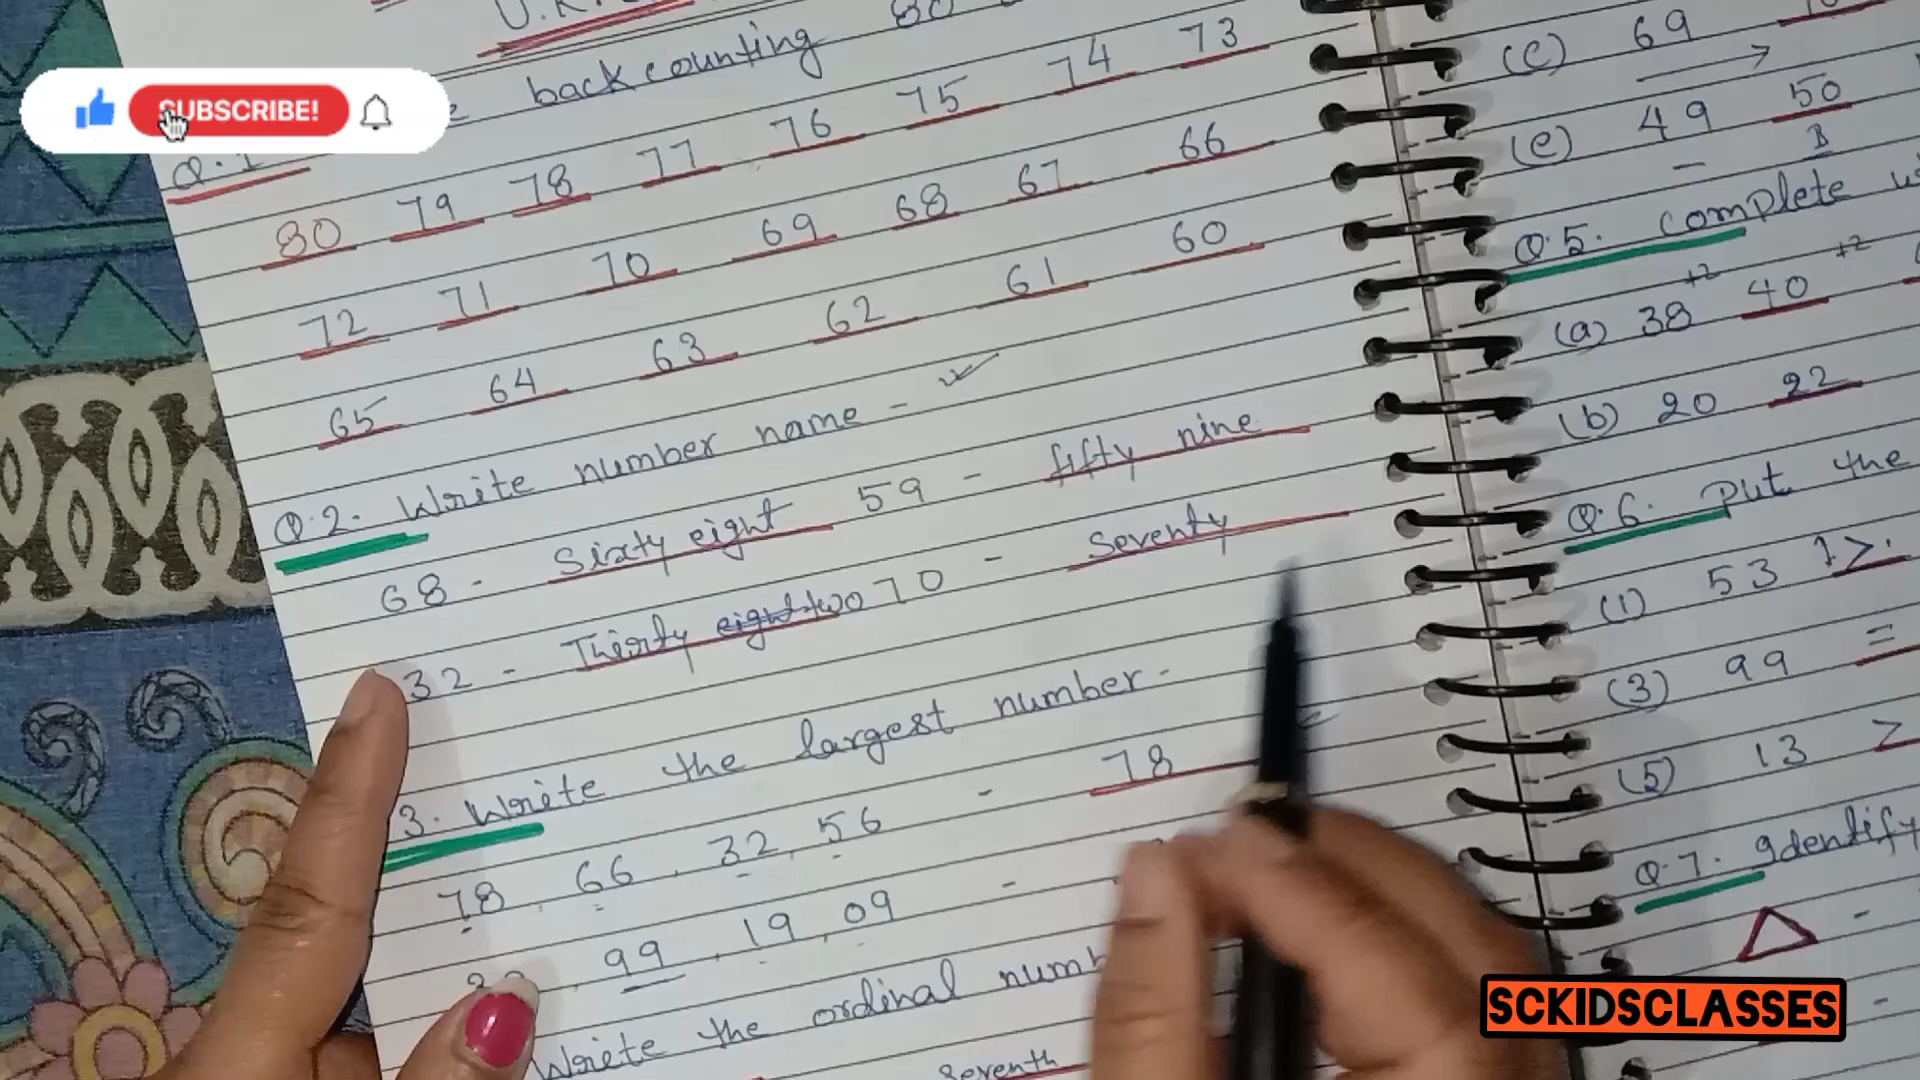 U.K.
back counting 80
SUBSCRIBE!
Q.1
80 79 78 77 76 75 74 73
72 71 70 69 68 67 66
65 64 63 62 61 60
Q.2. Write number name -
68 - Sixty eight 59 - fifty nine
32 - Thirty eight two 70 - Seventy
3. Write the largest number -
78, 66, 32, 56 - 78
99, 19, 09 -
Write the ordinal numb
Seventh
(c) 69
(e) 49 50
Q.5. Complete
(a) 38 +2 40 +2
(b) 20 22
Q.6. Put the
(1) 53 >
(3) 99 =
(5) 13 >
Q.7. Identify
SCKIDSCLASSES